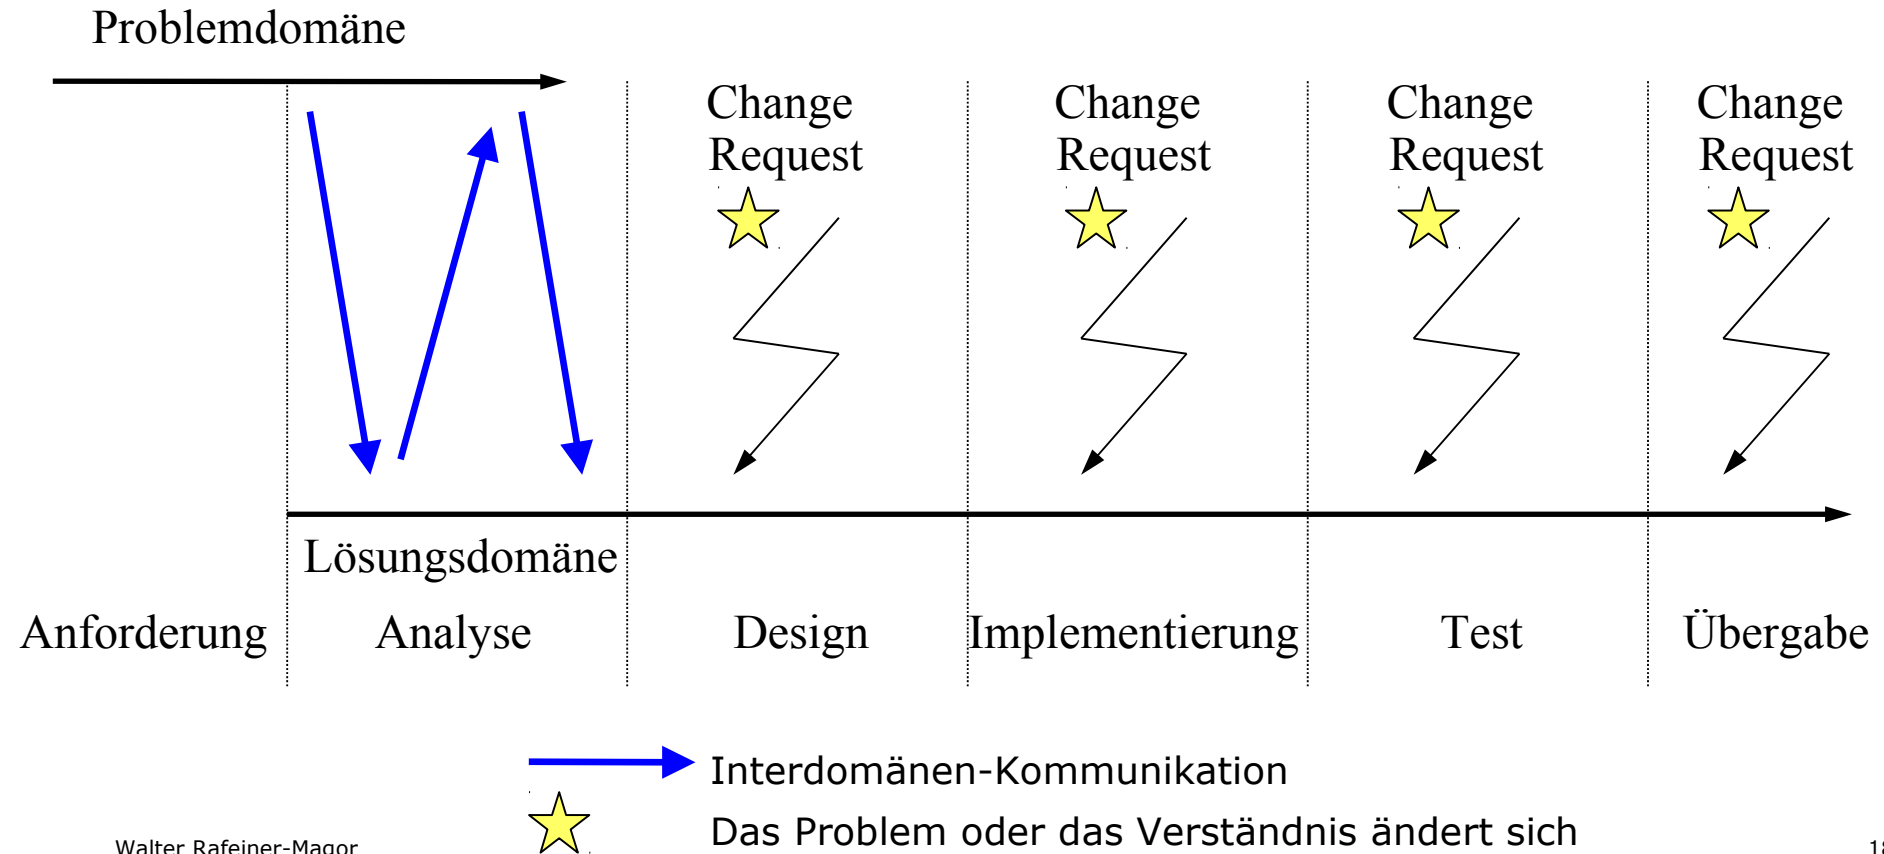 Problemdomäne
Change
Request
Change
Request
Change
Request
Change
Request
Lösungsdomäne
Anforderung
Analyse
Design
Implementierung
Test
Übergabe
Interdomänen-Kommunikation
Das Problem oder das Verständnis ändert sich
Walter Rafeiner-Magor
18